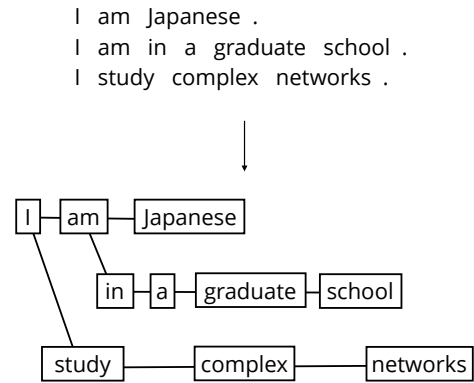 I am Japanese .
I am in a graduate school .
I study complex networks .
I am Japanese
in a graduate school
study complex networks